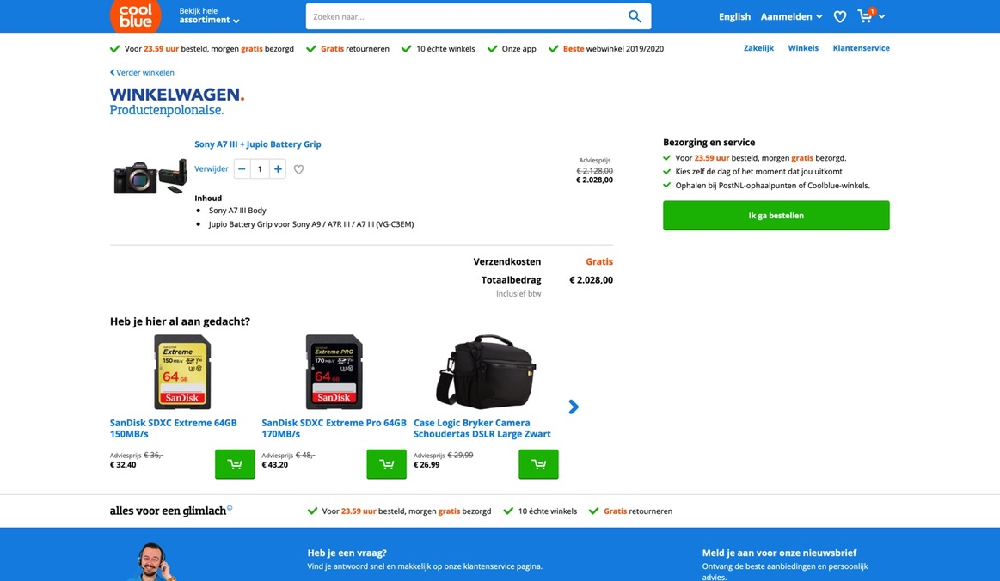 cool
blue
Bekijk hele
assortiment
Zoeken naar...
English
Aanmelden
1
Voor 23.59 uur besteld, morgen gratis bezorgd
Gratis retourneren
10 échte winkels
Onze app
Beste webwinkel 2019/2020
Zakelijk
Winkels
Klantenservice
Verder winkelen
WINKELWAGEN.
Productenpolonaise.
Sony A7 III + Jupio Battery Grip
Verwijder
1
Adviesprijs
€ 2.128,00
€ 2.028,00
Inhoud
Sony A7 III Body
Jupio Battery Grip voor Sony A9 / A7R III / A7 III (VG-C3EM)
Bezorging en service
Voor 23.59 uur besteld, morgen gratis bezorgd.
Kies zelf de dag of het moment dat jou uitkomt
Ophalen bij PostNL-ophaalpunten of Coolblue-winkels.
Ik ga bestellen
Verzendkosten Gratis
Totaalbedrag € 2.028,00
Inclusief btw
Heb je hier al aan gedacht?
SanDisk
Extreme
150 MB/s
64 GB
SanDisk
SanDisk
Extreme PRO
170 MB/s
64 GB
SanDisk
SanDisk SDXC Extreme 64GB
150MB/s
Adviesprijs € 36,-
€ 32,40
SanDisk SDXC Extreme Pro 64GB
170MB/s
Adviesprijs € 48,-
€ 43,20
Case Logic Bryker Camera
Schoudertas DSLR Large Zwart
Adviesprijs € 29,99
€ 26,99
alles voor een glimlach
Voor 23.59 uur besteld, morgen gratis bezorgd
10 échte winkels
Gratis retourneren
Heb je een vraag?
Vind je antwoord snel en makkelijk op onze klantenservice pagina.
Meld je aan voor onze nieuwsbrief
Ontvang de beste aanbiedingen en persoonlijk
advies.